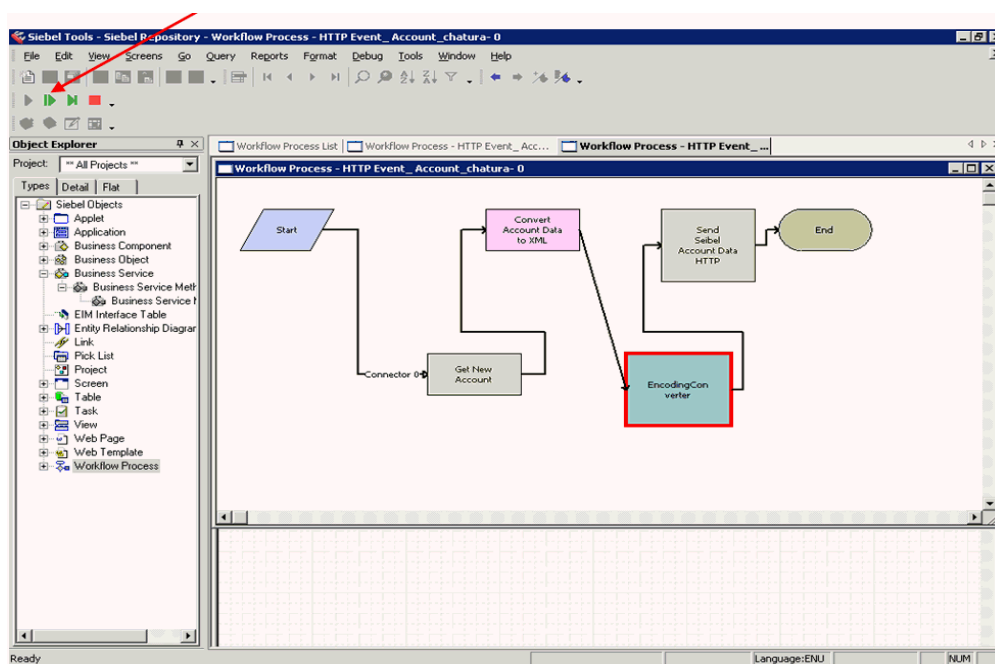 Siebel Tools - Siebel Repository - Workflow Process - HTTP Event_ Account_chatura- 0
File Edit View Screens Go Query Reports Format Debug Tools Window Help
Object Explorer
Workflow Process List Workflow Process - HTTP Event_ Acc... Workflow Process - HTTP Event_ ...
Project: ** All Projects **
Workflow Process - HTTP Event_ Account_chatura- 0
Types Detail Flat
Siebel Objects
Applet
Application
Business Component
Business Object
Business Service
Business Service Meth
Business Service M
EIM Interface Table
Entity Relationship Diagrar
Link
Pick List
Project
Screen
Table
Task
View
Web Page
Web Template
Workflow Process
Start
Convert
Account Data
to XML
Send
Seibel
Account Data
HTTP
End
Connector 0
Get New
Account
EncodingCon
verter
Ready
Language:ENU
NUM